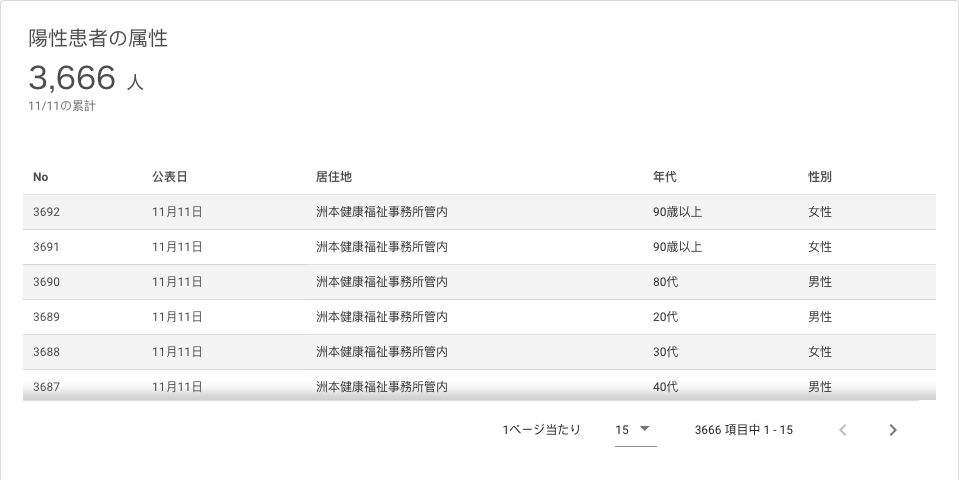 陽性患者の属性
3,666 人
11/11の累計
No 公表日 居住地 年代 性別
3692 11月11日 洲本健康福祉事務所管内 90歳以上 女性
3691 11月11日 洲本健康福祉事務所管内 90歳以上 女性
3690 11月11日 洲本健康福祉事務所管内 80代 男性
3689 11月11日 洲本健康福祉事務所管内 20代 男性
3688 11月11日 洲本健康福祉事務所管内 30代 女性
3687 11月11日 洲本健康福祉事務所管内 40代 男性
1ページ当たり 15 3666 項目中 1 - 15